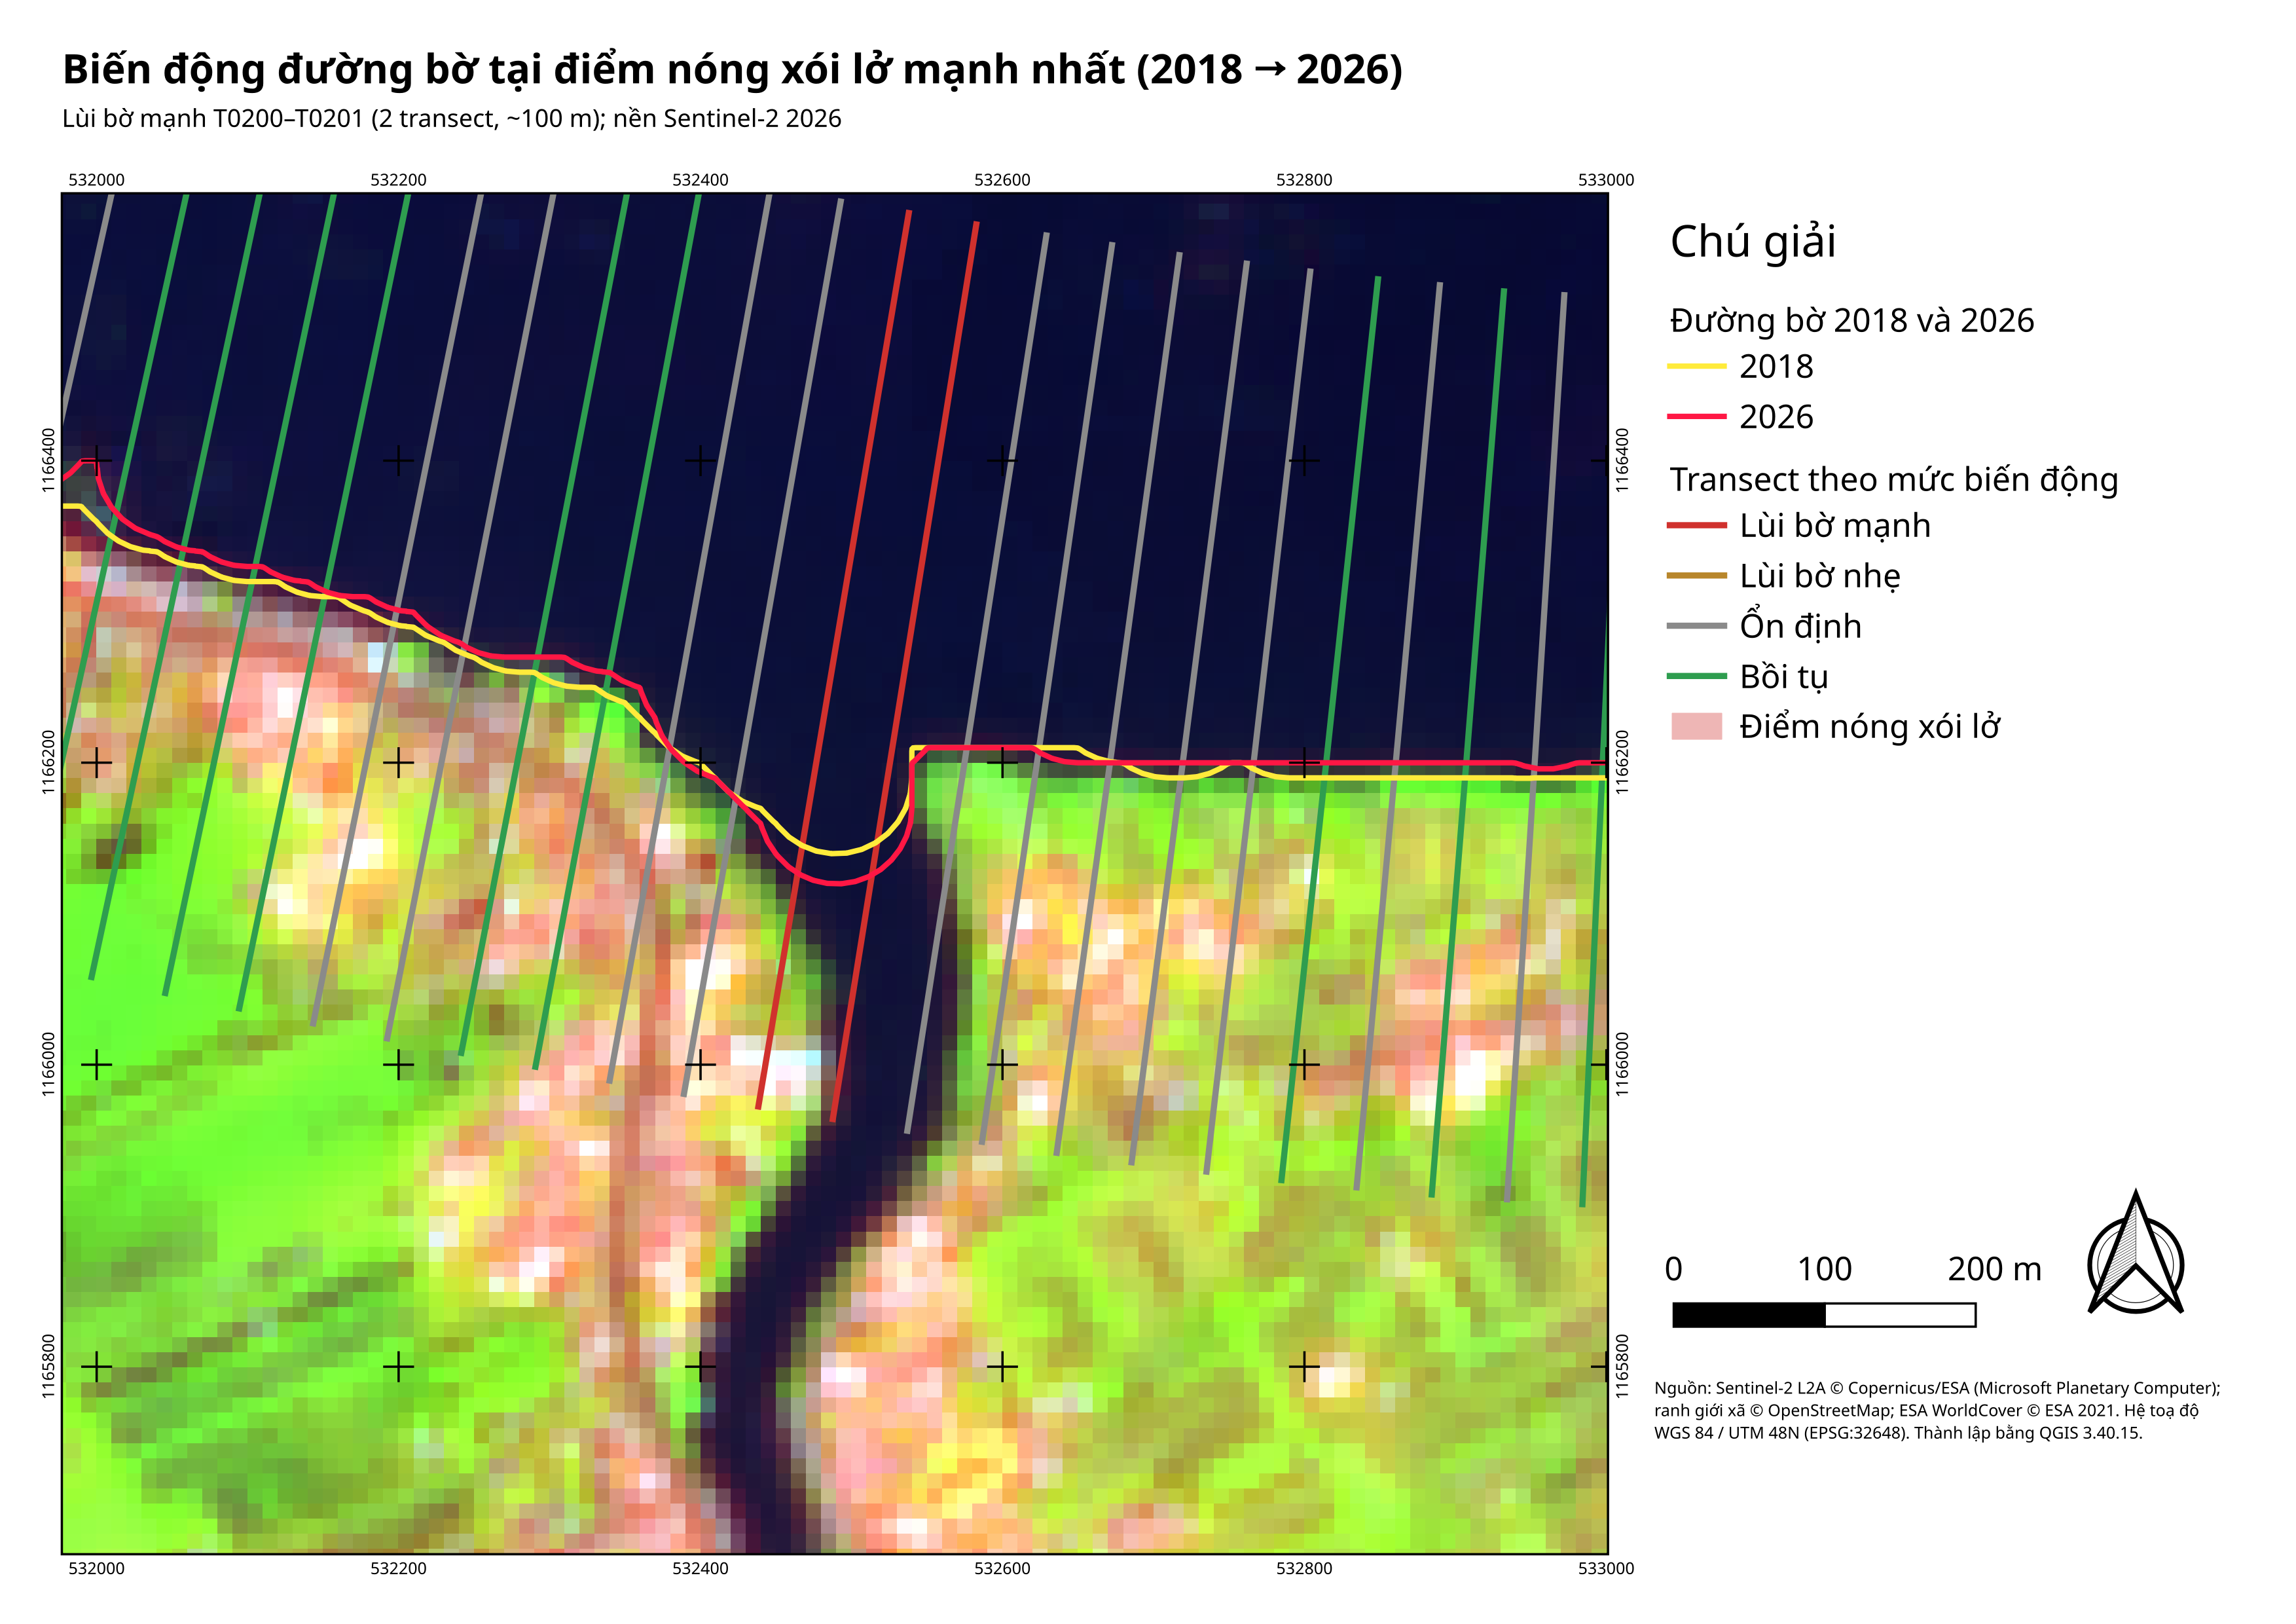 Biến động đường bờ tại điểm nóng xói lở mạnh nhất (2018 → 2026)
Lùi bờ mạnh T0200–T0201 (2 transect, ~100 m); nền Sentinel-2 2026
532000 532200 532400 532600 532800 533000
1166400 1166400
1166200 1166200
1166000 1166000
1165800 1165800
532000 532200 532400 532600 532800 533000
Chú giải
Đường bờ 2018 và 2026
2018
2026
Transect theo mức biến động
Lùi bờ mạnh
Lùi bờ nhẹ
Ổn định
Bồi tụ
Điểm nóng xói lở
0 100 200 m
Nguồn: Sentinel-2 L2A © Copernicus/ESA (Microsoft Planetary Computer);
ranh giới xã © OpenStreetMap; ESA WorldCover © ESA 2021. Hệ toạ độ
WGS 84 / UTM 48N (EPSG:32648). Thành lập bằng QGIS 3.40.15.